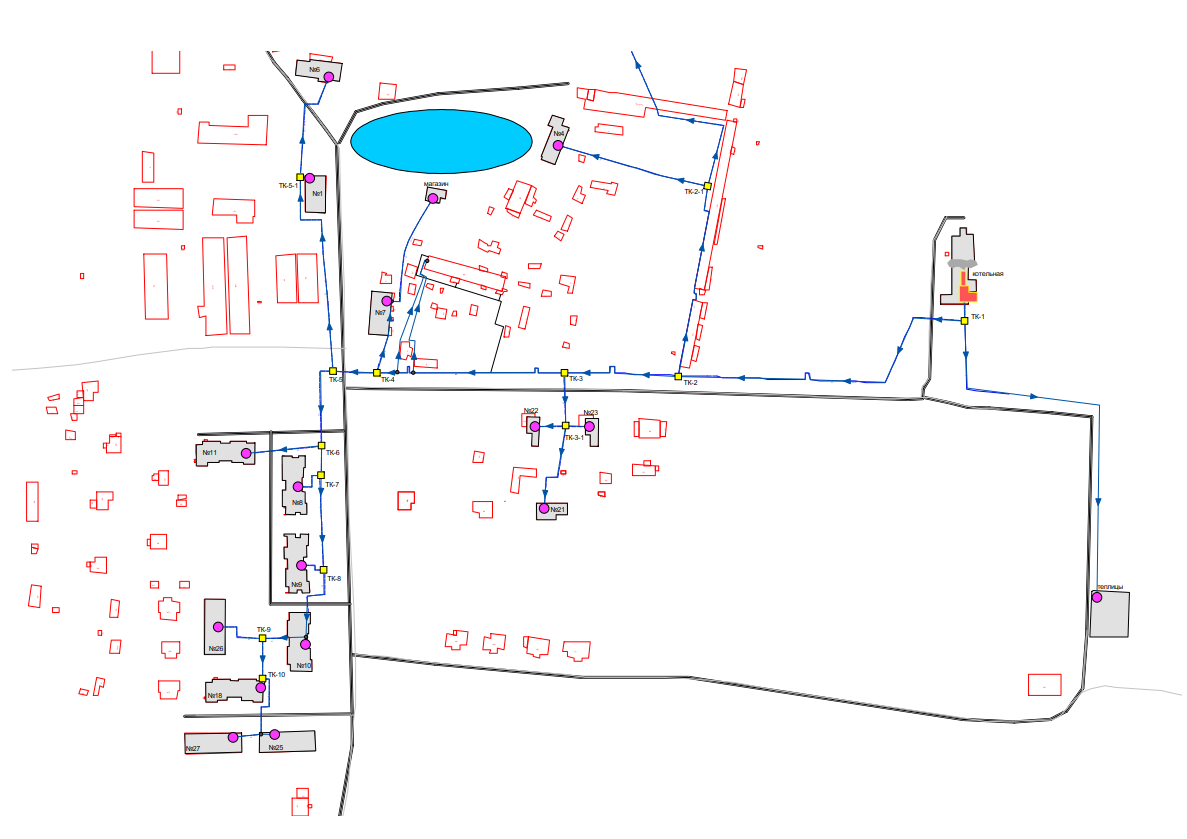 №6
№4
ТК-5-1
№1
магазин
ТК-2-1
котельная
№7
ТК-1
ТК-5
ТК-4
ТК-3
ТК-2
№22
№23
ТК-3-1
№11
ТК-6
ТК-7
№8
№21
ТК-8
№9
теплицы
ТК-9
№26
№10
ТК-10
№18
№27
№25